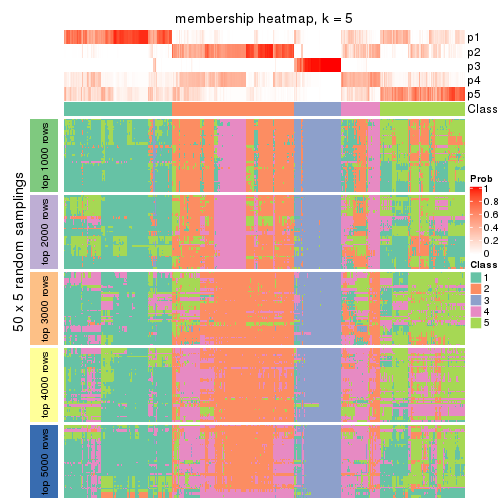 membership heatmap, k = 5
p1
p2
p3
p4
p5
Class
50 x 5 random samplings
top 1000 rows
top 2000 rows
top 3000 rows
top 4000 rows
top 5000 rows
Prob
1
0.8
0.6
0.4
0.2
0
Class
1
2
3
4
5